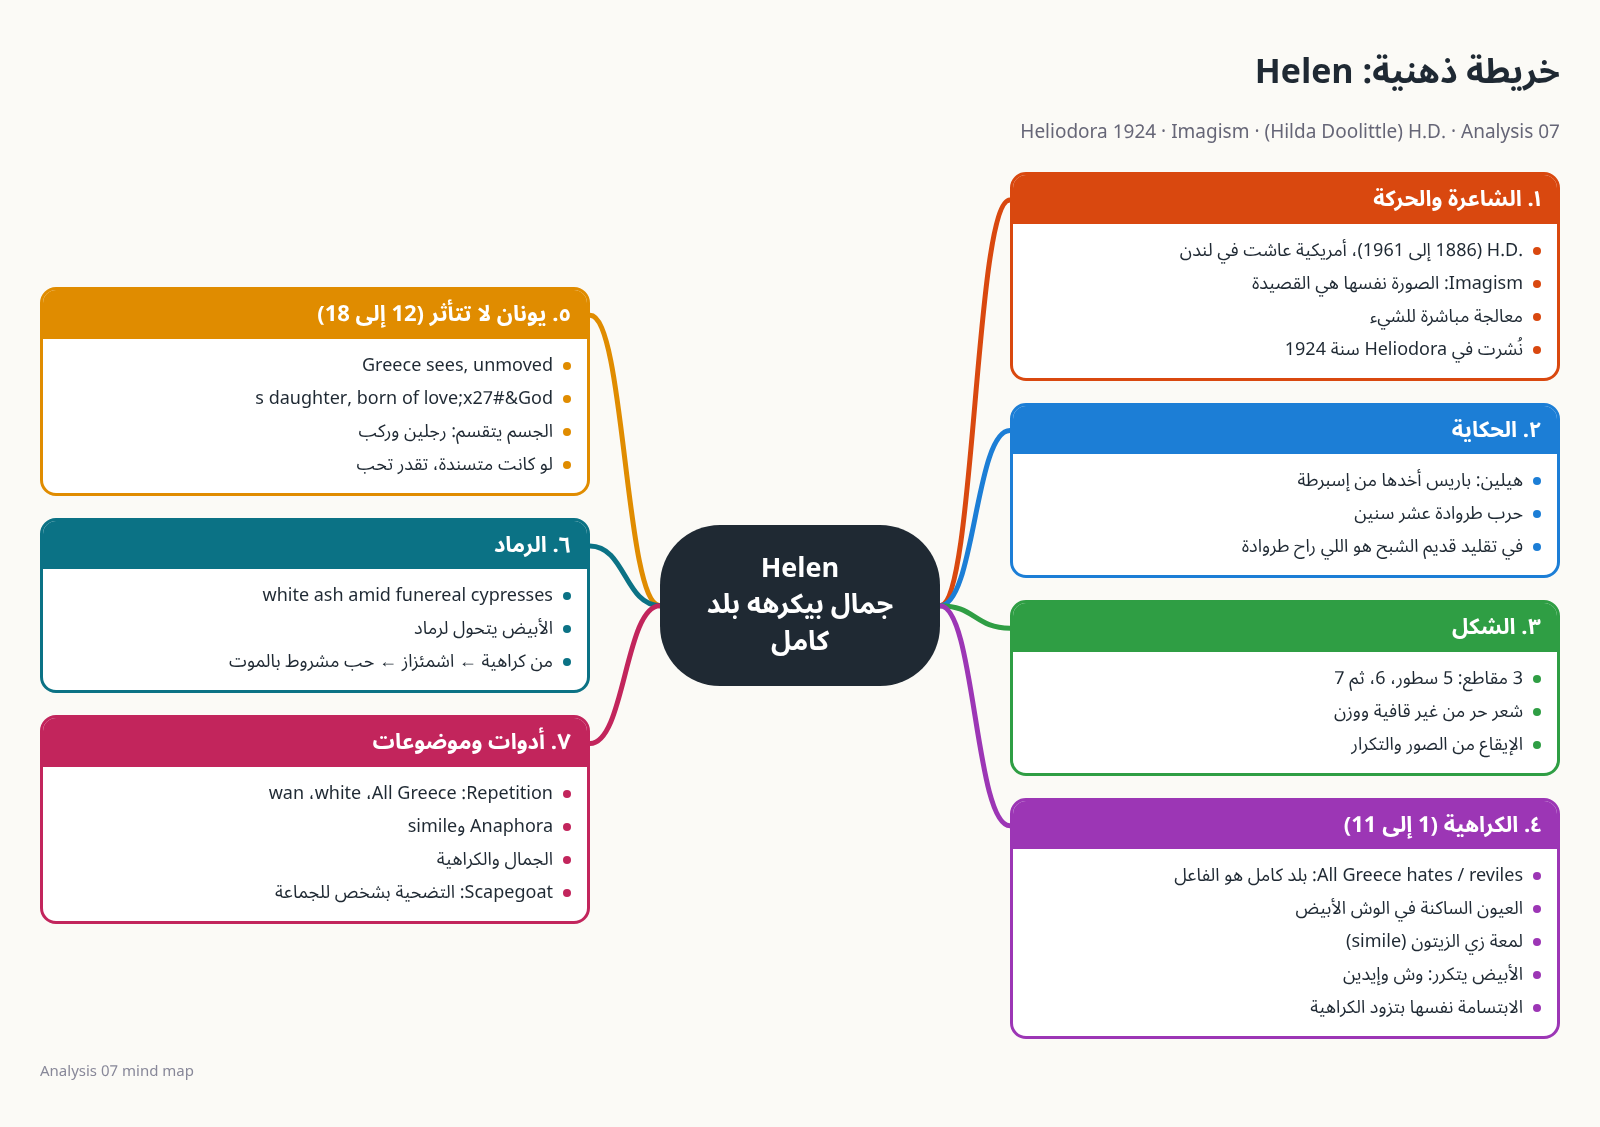 خريطة ذهنية: Helen
Heliodora 1924 · Imagism · (Hilda Doolittle) H.D. · Analysis 07
١. الشاعرة والحركة
H.D. (1886 إلى 1961)، أمريكية عاشت في لندن
Imagism: الصورة نفسها هي القصيدة
معالجة مباشرة للشيء
نُشرت في Heliodora سنة 1924
٢. الحكاية
هيلين: باريس أخدها من إسبرطة
حرب طروادة عشر سنين
في تقليد قديم الشبح هو اللي راح طروادة
٣. الشكل
3 مقاطع: 5 سطور، 6، ثم 7
شعر حر من غير قافية ووزن
الإيقاع من الصور والتكرار
٤. الكراهية (1 إلى 11)
All Greece hates / reviles: بلد كامل هو الفاعل
العيون الساكنة في الوش الأبيض
لمعة زي الزيتون (simile)
الأبيض يتكرر: وش وإيدين
الابتسامة نفسها بتزود الكراهية
Helen
جمال بيكرهه بلد
كامل
٥. يونان لا تتأثر (12 إلى 18)
Greece sees, unmoved
s daughter, born of love;x27#&God
الجسم يتقسم: رجلين وركب
لو كانت متسندة، تقدر تحب
٦. الرماد
white ash amid funereal cypresses
الأبيض يتحول لرماد
من كراهية ← اشمئزاز ← حب مشروط بالموت
٧. أدوات وموضوعات
Repetition: All Greece، white، wan
Anaphora وsimile
الجمال والكراهية
Scapegoat: التضحية بشخص للجماعة
Analysis 07 mind map